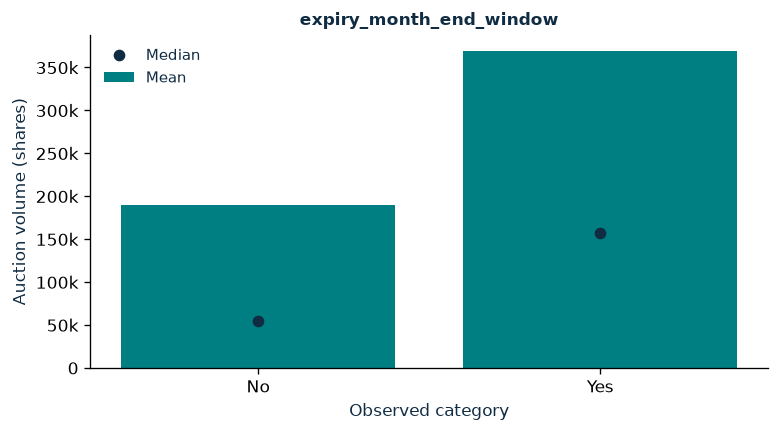 expiry_month_end_window
Median
Mean
Auction volume (shares)
350k
300k
250k
200k
150k
100k
50k
0
No
Yes
Observed category